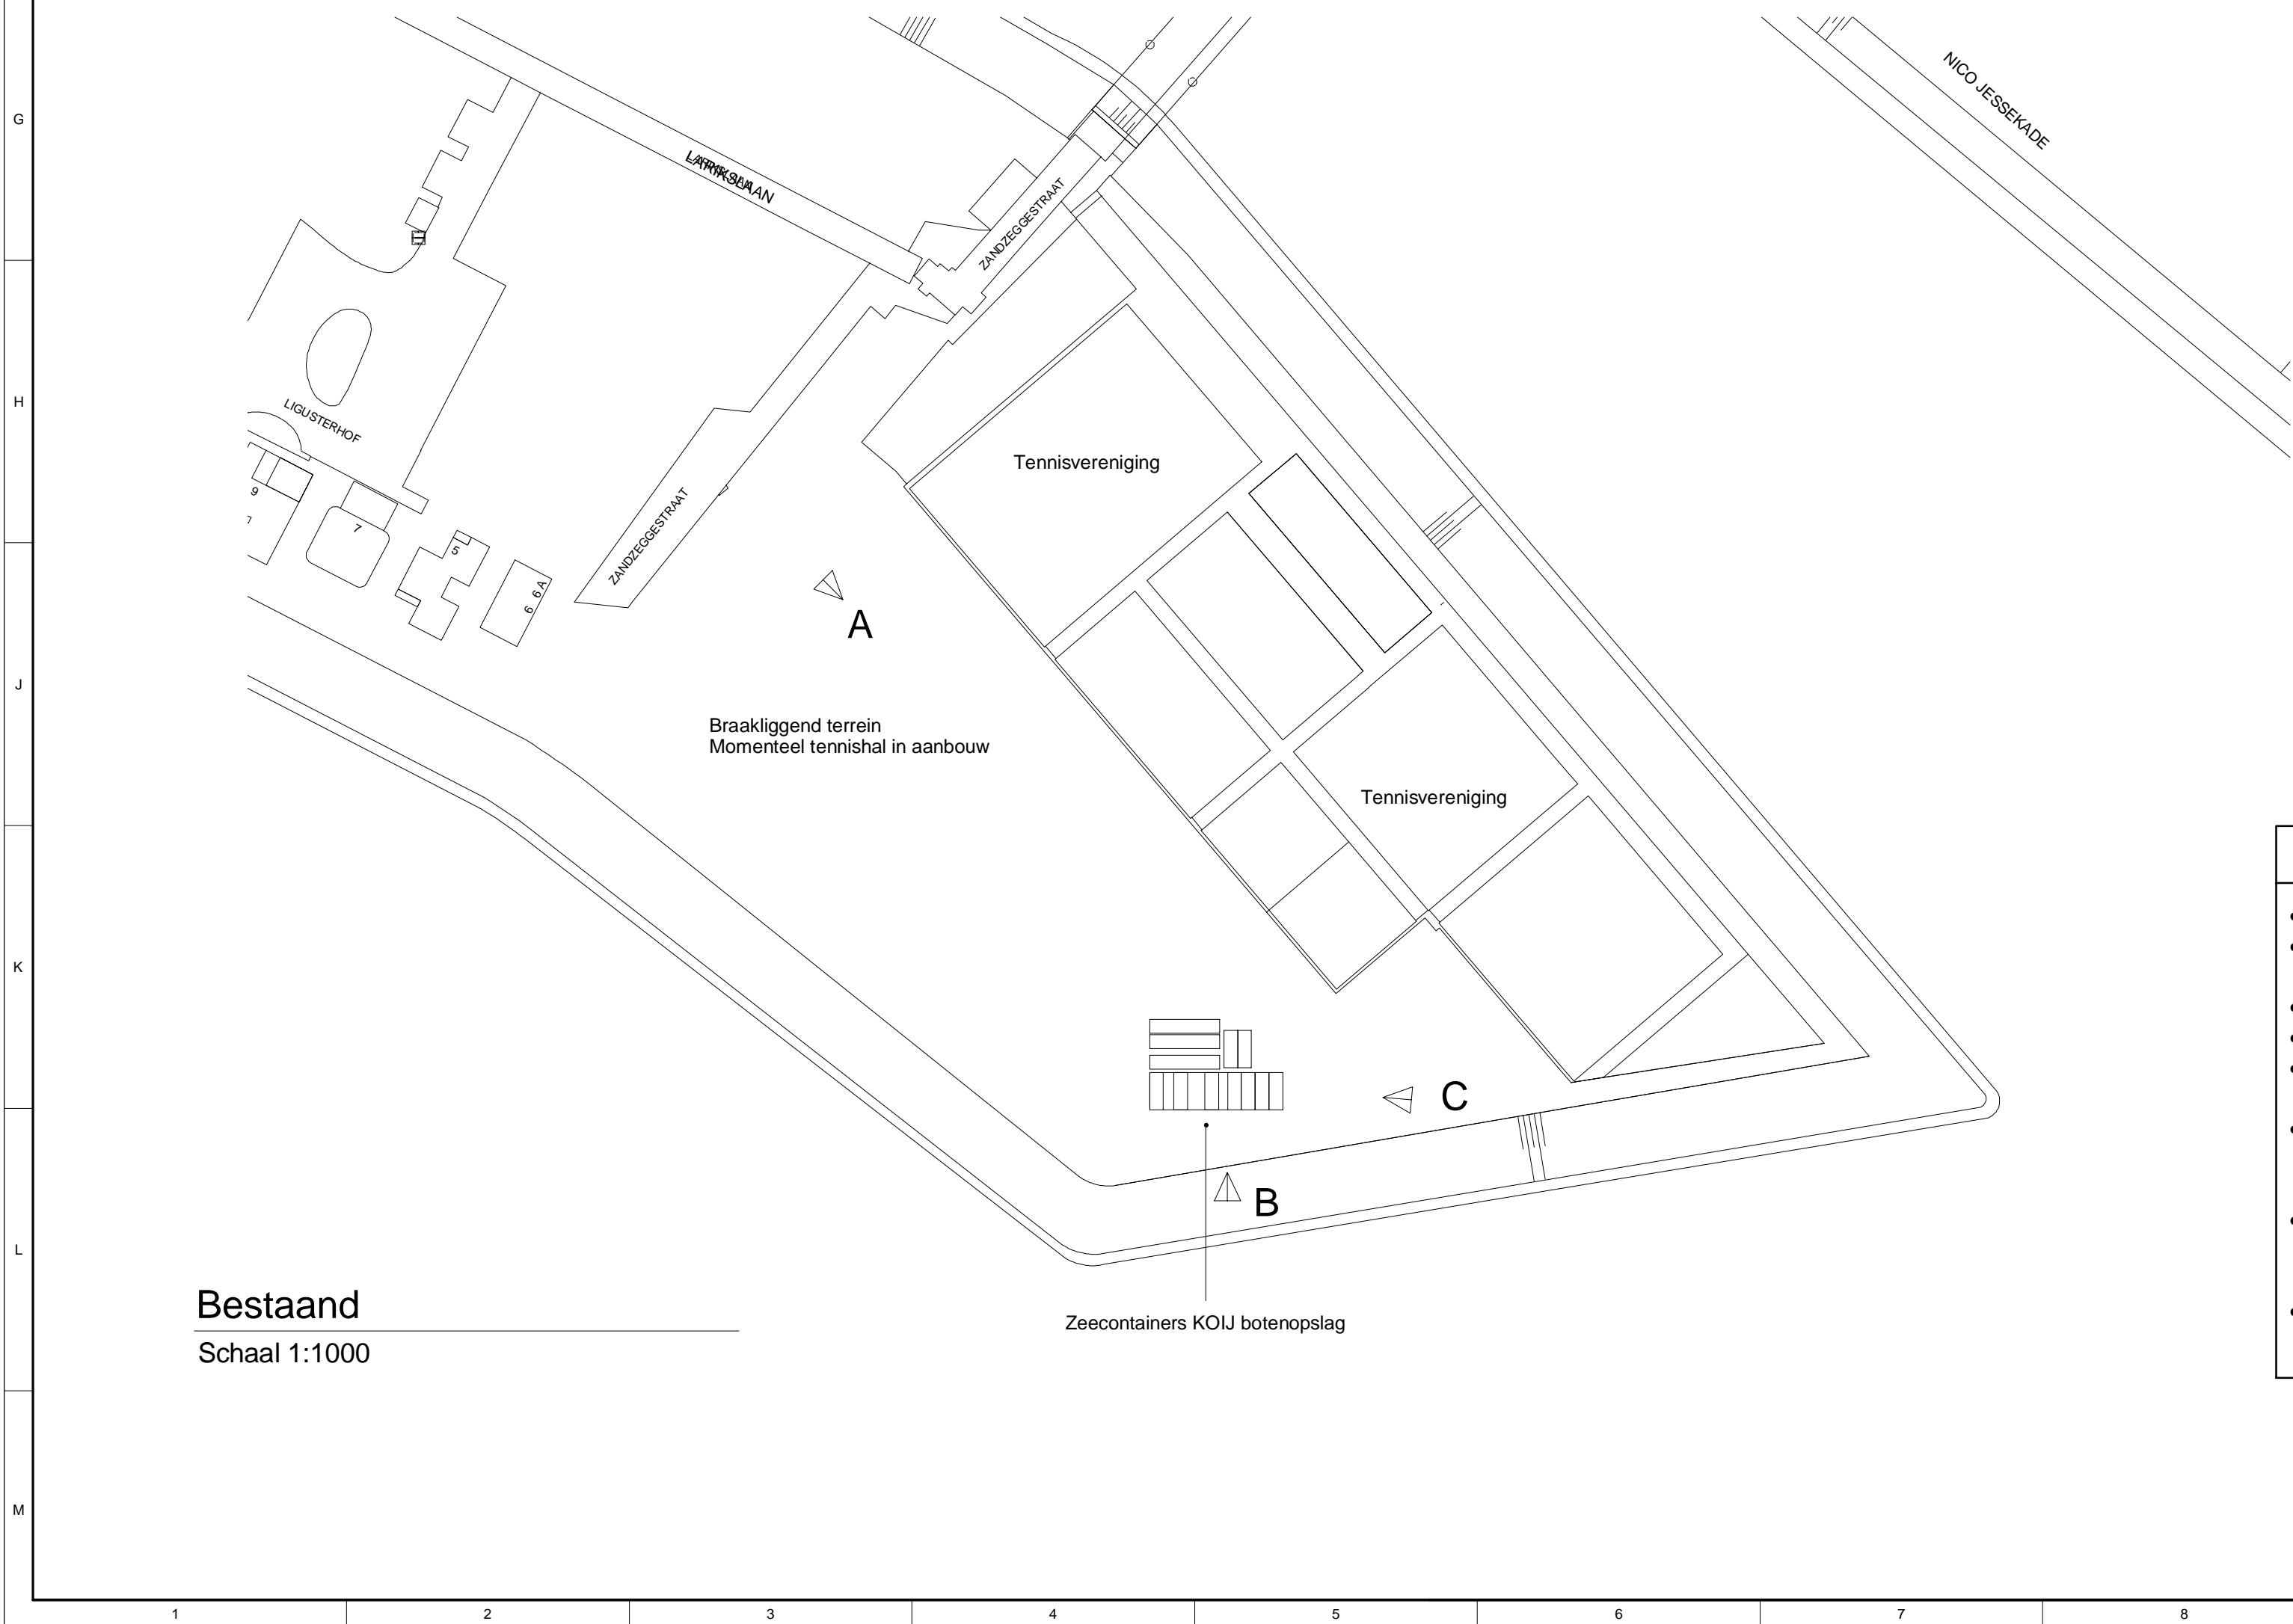 NICO JESSEKADE
G
LARIKSLAAN
ZANDZEGGESTRAAT
H
LIGUSTERHOF
Tennisvereniging
9
7
5
6 6A
ZANDZEGGESTRAAT
A
J
Braakliggend terrein
Momenteel tennishal in aanbouw
Tennisvereniging
K
C
B
L
Bestaand
Zeecontainers KOIJ botenopslag
Schaal 1:1000
M
1 2 3 4 5 6 7 8